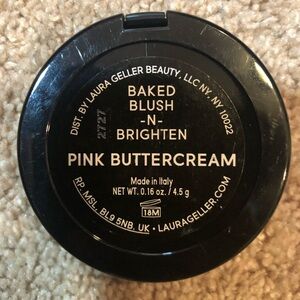 DIST. BY LAURA GELLER BEAUTY, LLC NY, NY 10022
2727
BAKED
BLUSH
-N-
BRIGHTEN
PINK BUTTERCREAM
Made in Italy
NET WT. 0.16 oz. / 4.5 g
18M
RP, MSL, BL9 5NB, UK • LAURAGELLER.COM